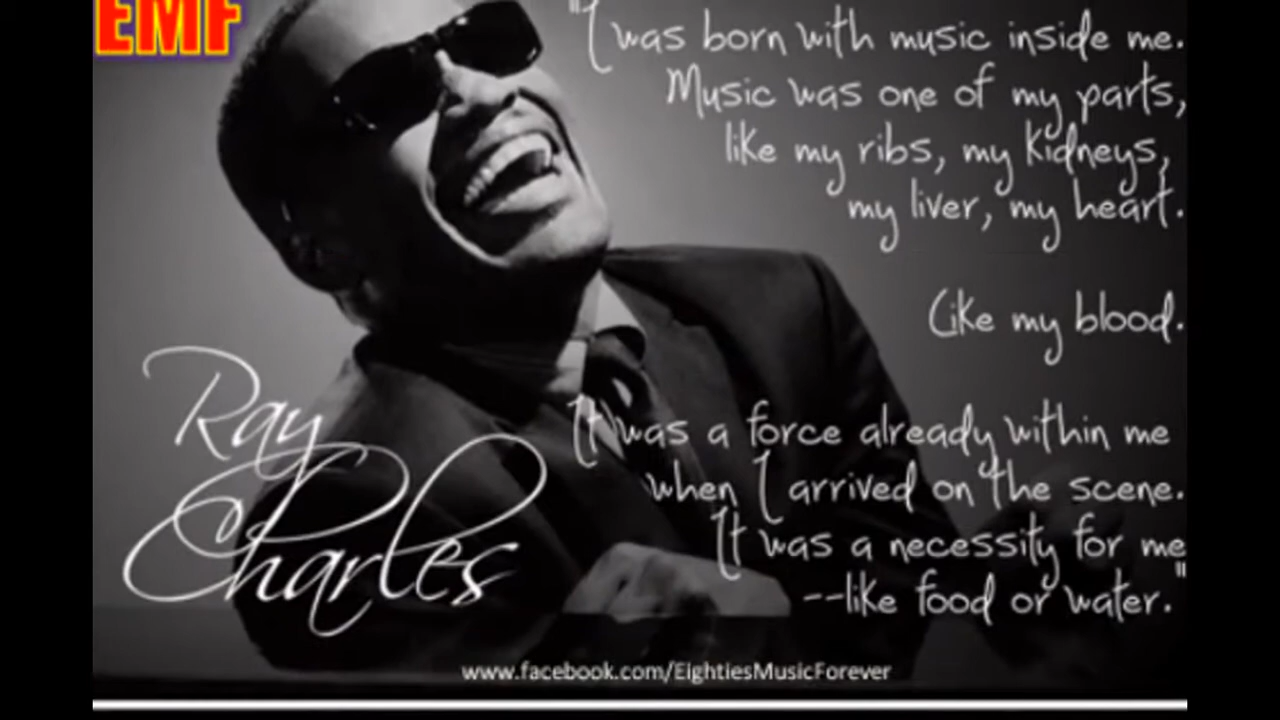 EMF
"I was born with music inside me.
Music was one of my parts,
like my ribs, my kidneys,
my liver, my heart.
Like my blood.
It was a force already within me
when I arrived on the scene.
It was a necessity for me
--like food or water."
Ray
Charles
www.facebook.com/EightiesMusicForever